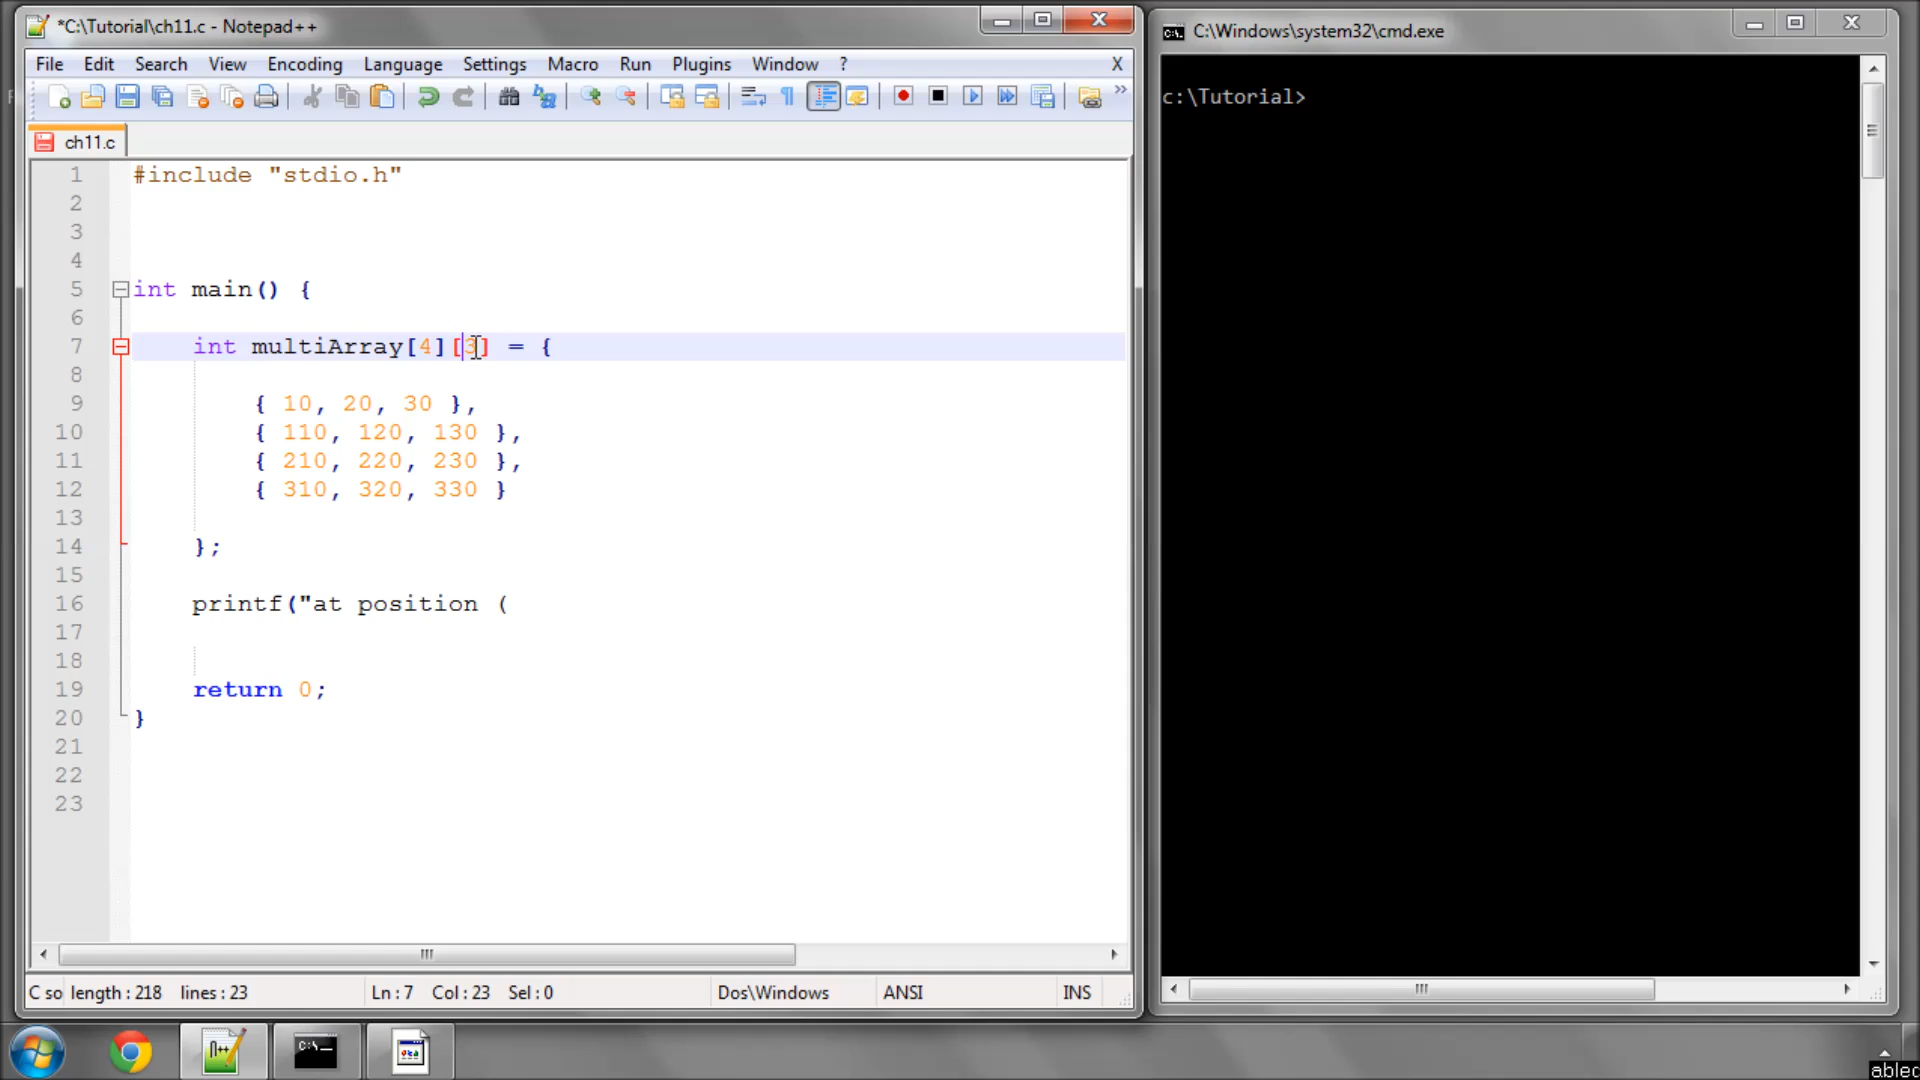 *C:\Tutorial\ch11.c - Notepad++
File Edit Search View Encoding Language Settings Macro Run Plugins Window ? X
ch11.c
1 #include "stdio.h"
2
3
4
5 int main() {
6
7 int multiArray[4][3] = {
8
9 { 10, 20, 30 },
10 { 110, 120, 130 },
11 { 210, 220, 230 },
12 { 310, 320, 330 }
13
14 };
15
16 printf("at position (
17
18
19 return 0;
20 }
21
22
23
C so length : 218 lines : 23 Ln : 7 Col : 23 Sel : 0 Dos\Windows ANSI INS
C:\Windows\system32\cmd.exe
c:\Tutorial>
ablec